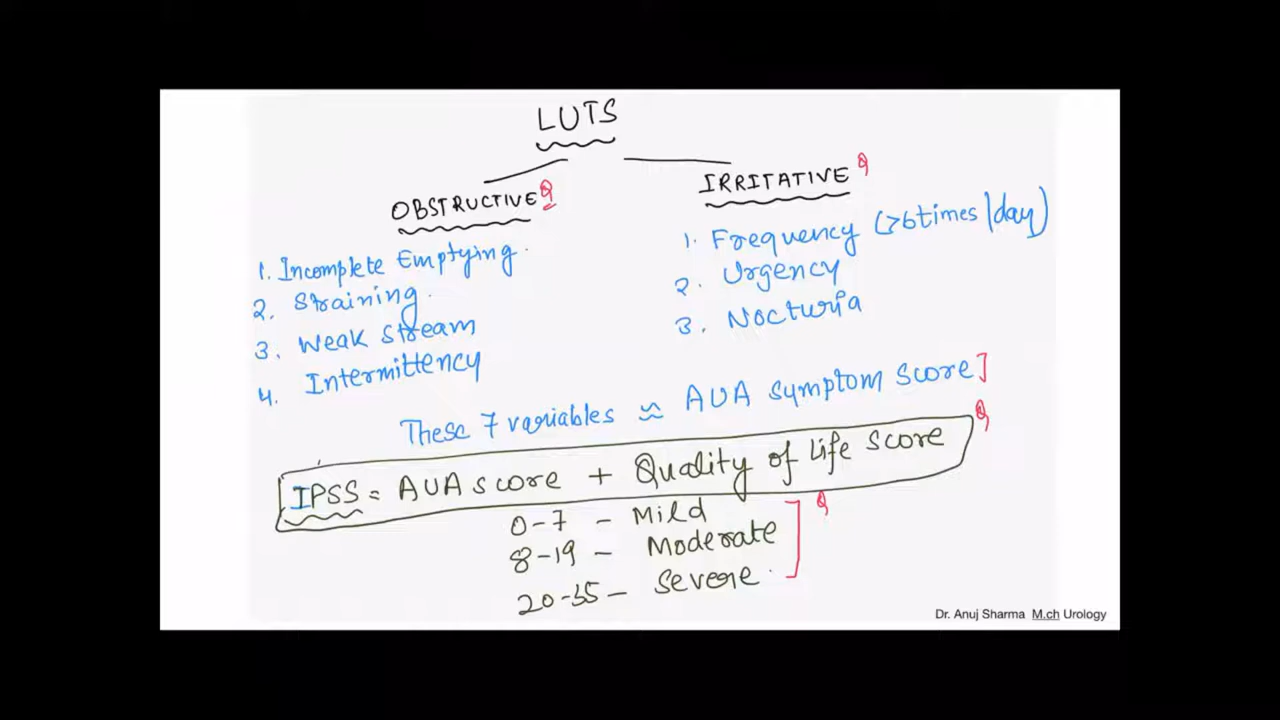 LUTS
OBSTRUCTIVE Q
1. Incomplete Emptying.
2. Straining.
3. Weak Stream
4. Intermittency
IRRITATIVE Q
1. Frequency (>6times/day)
2. Urgency
3. Nocturia
These 7 variables ≈ AUA symptom score]
IPSS = AUA score + Quality of Life score Q
0-7 - Mild
8-19 - Moderate ] Q
20-35 - Severe.
Dr. Anuj Sharma M.ch Urology